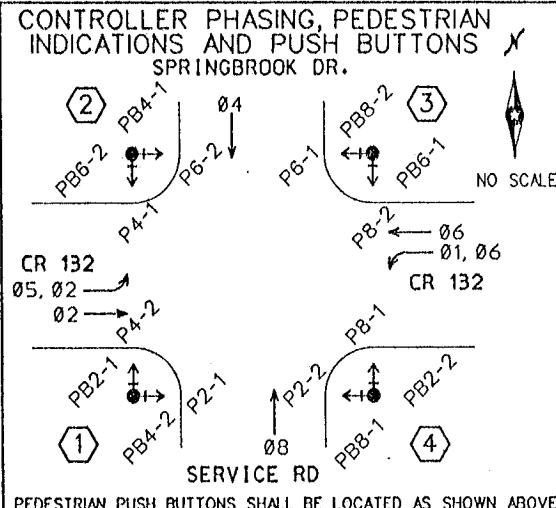 CONTROLLER PHASING, PEDESTRIAN
INDICATIONS AND PUSH BUTTONS
N
SPRINGBROOK DR.
2
PB4-1
Ø4
PB8-2
3
PB6-2
P6-2
P6-1
PB6-1
NO SCALE
P4-1
P8-2
Ø6
Ø1, Ø6
CR 132
CR 132
Ø5, Ø2
Ø2
P4-2
P8-1
PB2-1
P2-1
P2-2
PB2-2
1
PB4-2
Ø8
PB8-1
4
SERVICE RD
PEDESTRIAN PUSH BUTTONS SHALL BE LOCATED AS SHOWN ABOVE